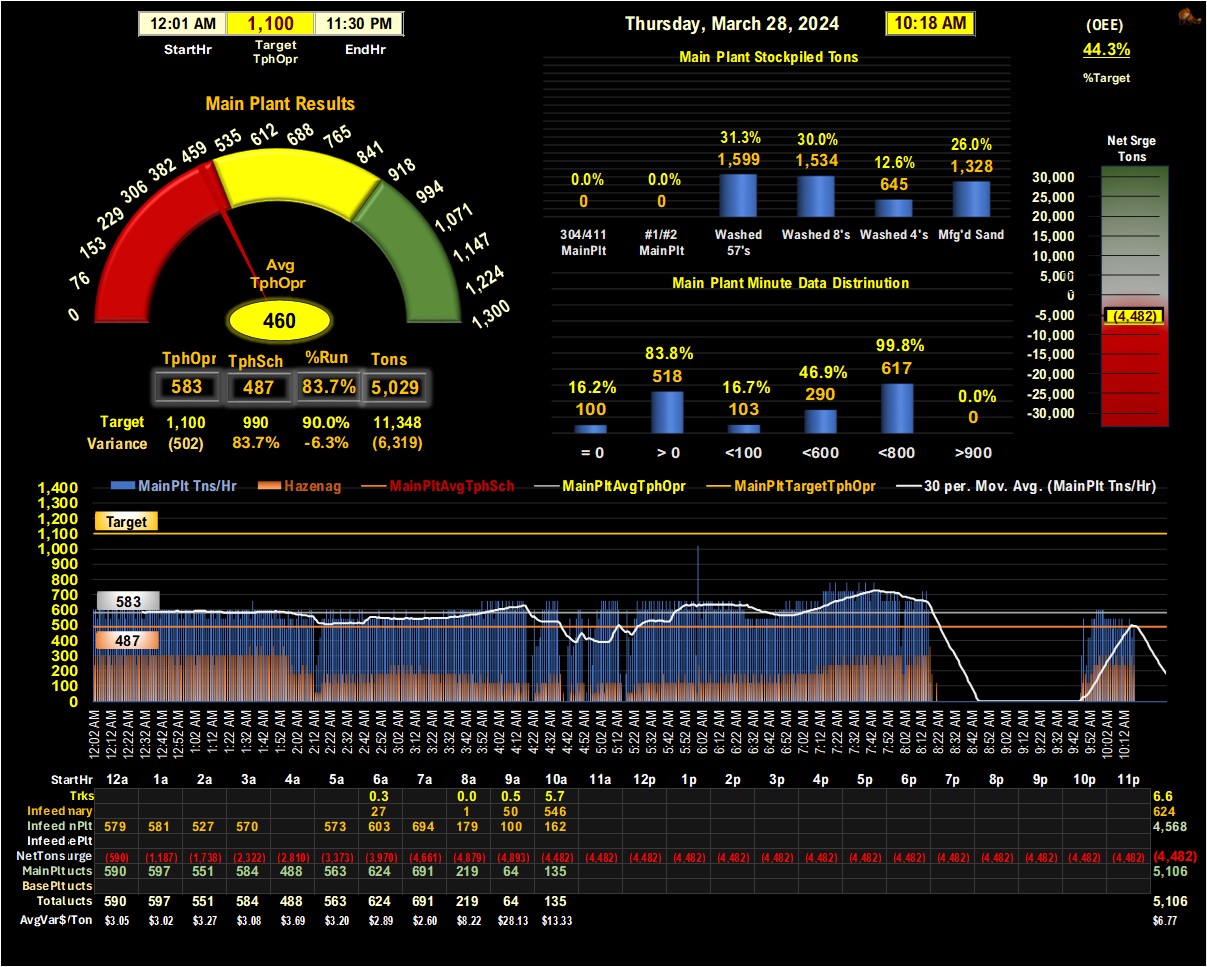 12:01 AM 1,100 11:30 PM
StartHr Target TphOpr EndHr
Thursday, March 28, 2024 10:18 AM
(OEE)
44.3%
%Target
Main Plant Results
0 76 153 229 306 382 459 535 612 688 765 841 918 994 1,071 1,147 1,224 1,300
Avg
TphOpr
460
TphOpr TphSch %Run Tons
583 487 83.7% 5,029
Target 1,100 990 90.0% 11,348
Variance (502) 83.7% -6.3% (6,319)
Main Plant Stockpiled Tons
0.0% 0.0% 31.3% 30.0% 12.6% 26.0%
0 0 1,599 1,534 645 1,328
304/411 MainPlt #1/#2 MainPlt Washed 57's Washed 8's Washed 4's Mfg'd Sand
Main Plant Minute Data Distrinution
16.2% 83.8% 16.7% 46.9% 99.8% 0.0%
100 518 103 290 617 0
= 0 > 0 <100 <600 <800 >900
Net Srge
Tons
30,000
25,000
20,000
15,000
10,000
5,000
0
-5,000
-10,000
-15,000
-20,000
-25,000
-30,000
(4,482)
MainPlt Tns/Hr Hazenag MainPltAvgTphSch MainPltAvgTphOpr MainPltTargetTphOpr 30 per. Mov. Avg. (MainPlt Tns/Hr)
1,400
1,300
1,200
1,100
1,000
900
800
700
600
500
400
300
200
100
0
Target
583
487
12:02 AM 12:12 AM 12:22 AM 12:32 AM 12:42 AM 12:52 AM 1:02 AM 1:12 AM 1:22 AM 1:32 AM 1:42 AM 1:52 AM 2:02 AM 2:12 AM 2:22 AM 2:32 AM 2:42 AM 2:52 AM 3:02 AM 3:12 AM 3:22 AM 3:32 AM 3:42 AM 3:52 AM 4:02 AM 4:12 AM 4:22 AM 4:32 AM 4:42 AM 4:52 AM 5:02 AM 5:12 AM 5:22 AM 5:32 AM 5:42 AM 5:52 AM 6:02 AM 6:12 AM 6:22 AM 6:32 AM 6:42 AM 6:52 AM 7:02 AM 7:12 AM 7:22 AM 7:32 AM 7:42 AM 7:52 AM 8:02 AM 8:12 AM 8:22 AM 8:32 AM 8:42 AM 8:52 AM 9:02 AM 9:12 AM 9:22 AM 9:32 AM 9:42 AM 9:52 AM 10:02 AM 10:12 AM
StartHr 12a 1a 2a 3a 4a 5a 6a 7a 8a 9a 10a 11a 12p 1p 2p 3p 4p 5p 6p 7p 8p 9p 10p 11p
Trks 0.3 0.0 0.5 5.7 6.6
Infeed nary 27 1 50 546 624
Infeed nPlt 579 581 527 570 573 603 694 179 100 162 4,568
Infeed ePlt
NetTons urge (590) (1,187) (1,738) (2,322) (2,810) (3,373) (3,970) (4,661) (4,879) (4,893) (4,482) (4,482) (4,482) (4,482) (4,482) (4,482) (4,482) (4,482) (4,482) (4,482) (4,482) (4,482) (4,482) (4,482) (4,482)
MainPl ucts 590 597 551 584 488 563 624 691 219 64 135 5,106
BasePlt ucts
Total ucts 590 597 551 584 488 563 624 691 219 64 135 5,106
AvgVar$/Ton $3.05 $3.02 $3.27 $3.08 $3.69 $3.20 $2.89 $2.60 $8.22 $28.13 $13.33 $6.77